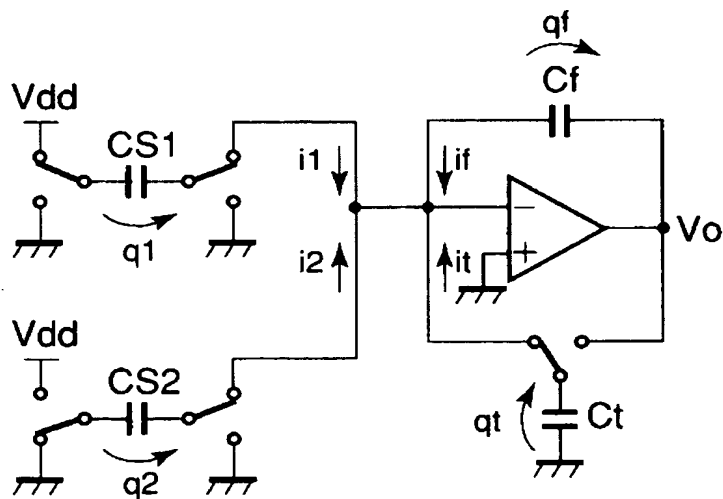 qf
Cf
Vdd
CS1
i1
if
q1
−
+
Vo
i2
it
Vdd
CS2
qt
Ct
q2